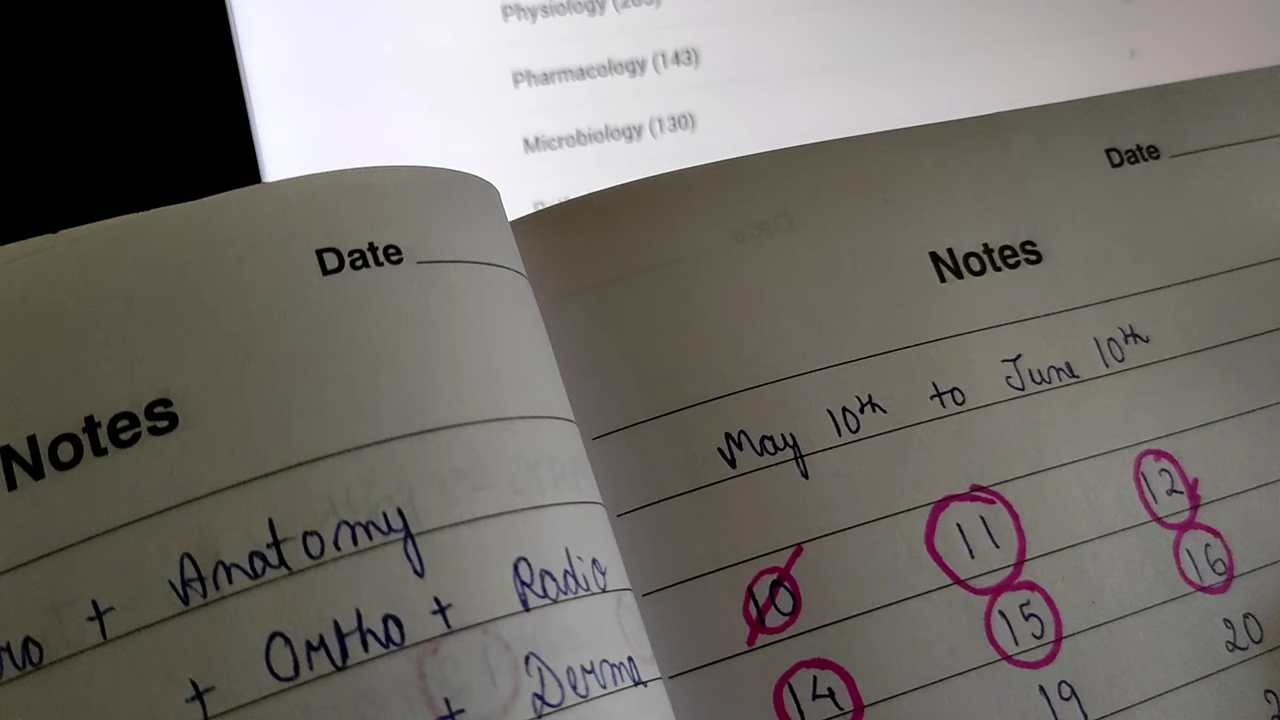 Physiology
Pharmacology (143)
Microbiology (130)
Date
Notes
+ Anatomy
+ Ortho + Radio
+ Derma
Date
Notes
May 10th to June 10th
10 11 12
14 15 16
19 20